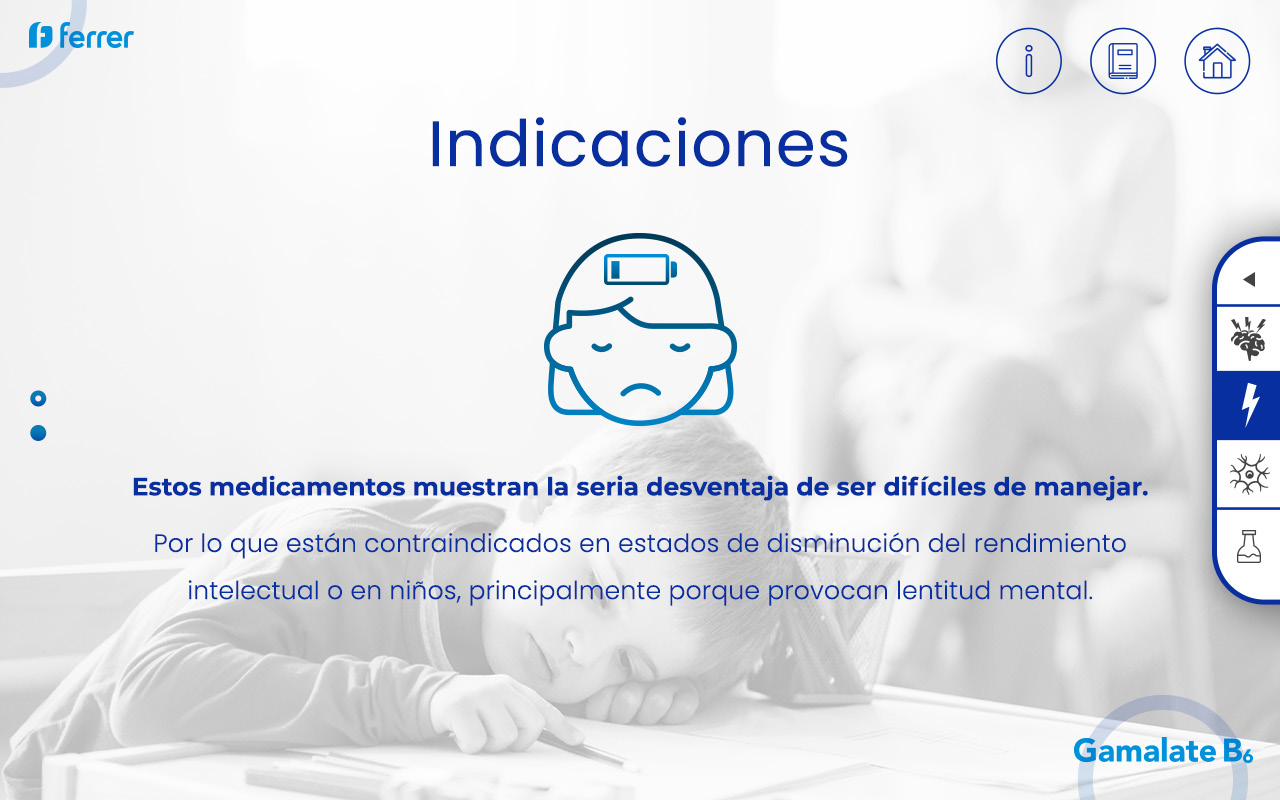 ferrer
Indicaciones
Estos medicamentos muestran la seria desventaja de ser difíciles de manejar.
Por lo que están contraindicados en estados de disminución del rendimiento
intelectual o en niños, principalmente porque provocan lentitud mental.
Gamalate B₆